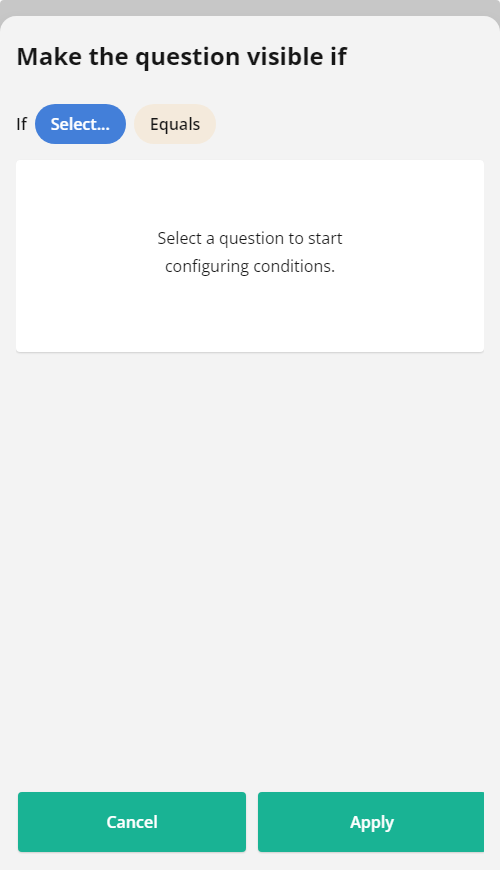 Make the question visible if
If Select... Equals
Select a question to start
configuring conditions.
Cancel Apply